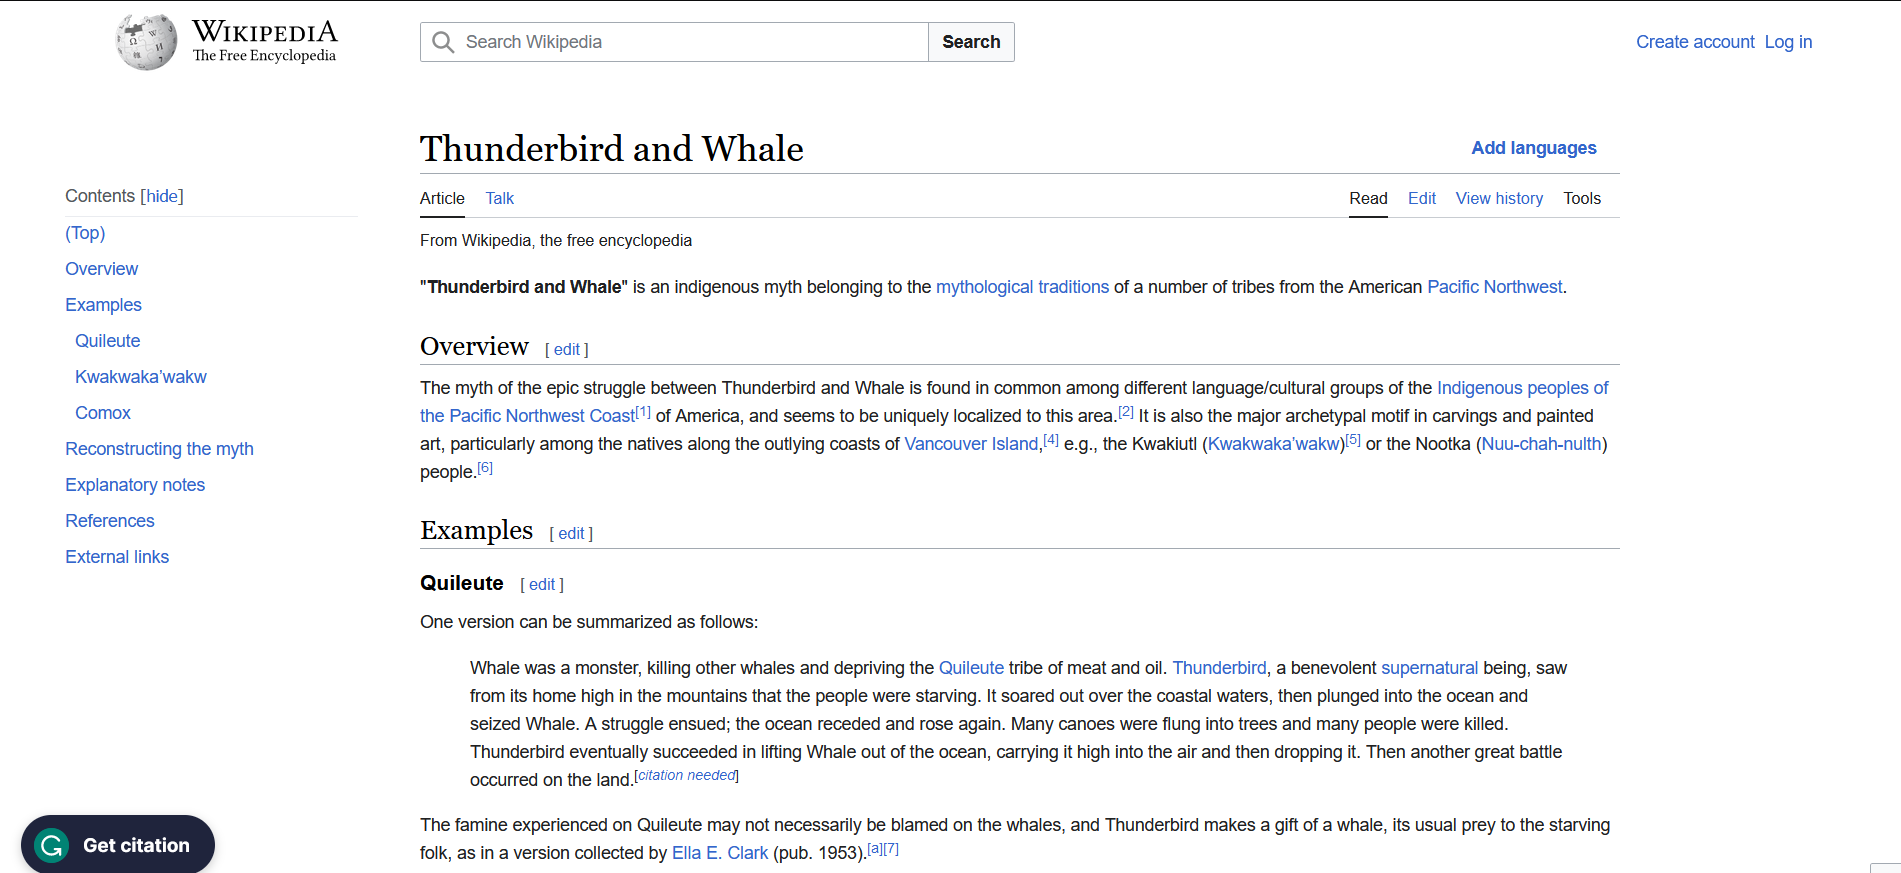 WIKIPEDIA
The Free Encyclopedia
Search Wikipedia
Search
Create account Log in
Contents [hide]
(Top)
Overview
Examples
Quileute
Kwakwaka’wakw
Comox
Reconstructing the myth
Explanatory notes
References
External links
Thunderbird and Whale
Add languages
Article Talk
Read Edit View history Tools
From Wikipedia, the free encyclopedia
"Thunderbird and Whale" is an indigenous myth belonging to the mythological traditions of a number of tribes from the American Pacific Northwest.
Overview [ edit ]
The myth of the epic struggle between Thunderbird and Whale is found in common among different language/cultural groups of the Indigenous peoples of
the Pacific Northwest Coast[1] of America, and seems to be uniquely localized to this area.[2] It is also the major archetypal motif in carvings and painted
art, particularly among the natives along the outlying coasts of Vancouver Island,[4] e.g., the Kwakiutl (Kwakwaka’wakw)[5] or the Nootka (Nuu-chah-nulth)
people.[6]
Examples [ edit ]
Quileute [ edit ]
One version can be summarized as follows:
Whale was a monster, killing other whales and depriving the Quileute tribe of meat and oil. Thunderbird, a benevolent supernatural being, saw
from its home high in the mountains that the people were starving. It soared out over the coastal waters, then plunged into the ocean and
seized Whale. A struggle ensued; the ocean receded and rose again. Many canoes were flung into trees and many people were killed.
Thunderbird eventually succeeded in lifting Whale out of the ocean, carrying it high into the air and then dropping it. Then another great battle
occurred on the land.[citation needed]
The famine experienced on Quileute may not necessarily be blamed on the whales, and Thunderbird makes a gift of a whale, its usual prey to the starving
folk, as in a version collected by Ella E. Clark (pub. 1953).[a][7]
Get citation